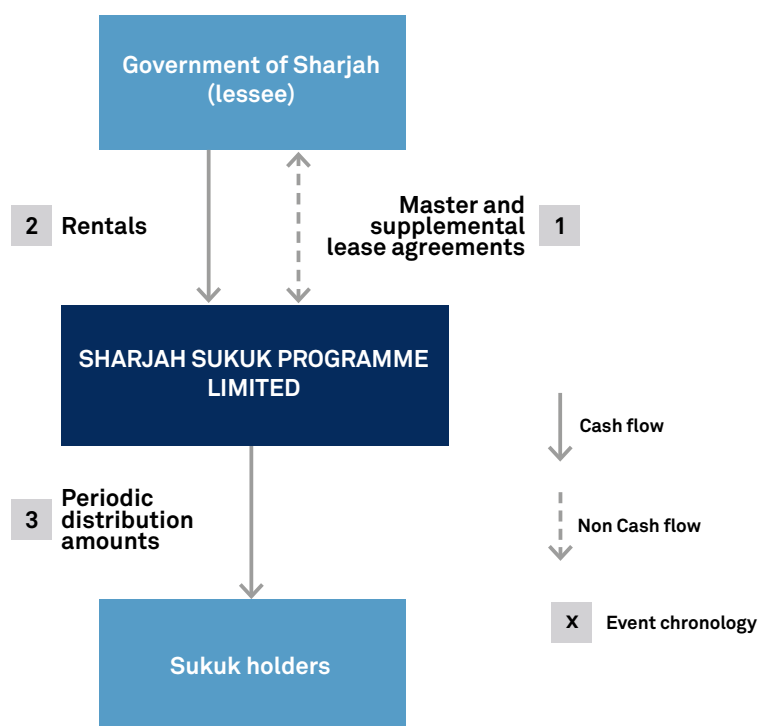 Government of Sharjah
(lessee)
2 Rentals
Master and
supplemental
lease agreements
1
SHARJAH SUKUK PROGRAMME
LIMITED
Cash flow
3
Periodic
distribution
amounts
Non Cash flow
x Event chronology
Sukuk holders